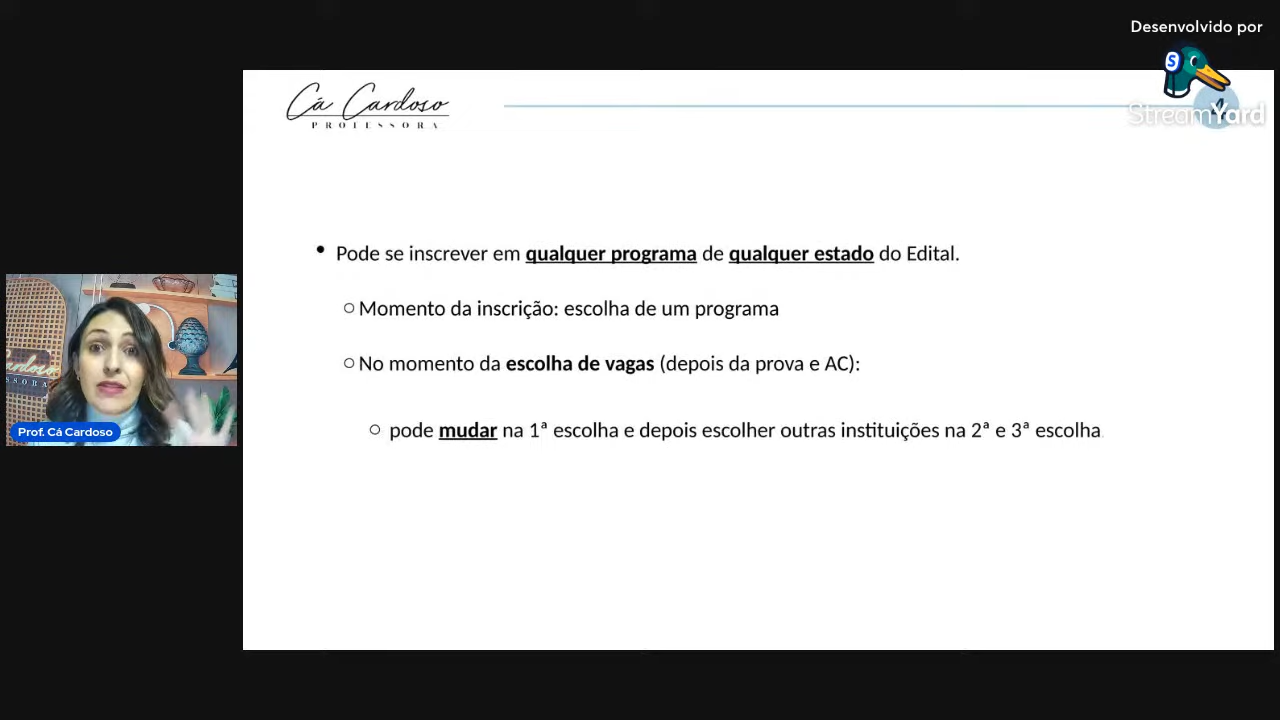 Desenvolvido por
StreamYard
Cá Cardoso
PROFESSORA
• Pode se inscrever em qualquer programa de qualquer estado do Edital.
○ Momento da inscrição: escolha de um programa
○ No momento da escolha de vagas (depois da prova e AC):
○ pode mudar na 1ª escolha e depois escolher outras instituições na 2ª e 3ª escolha
Prof. Cá Cardoso